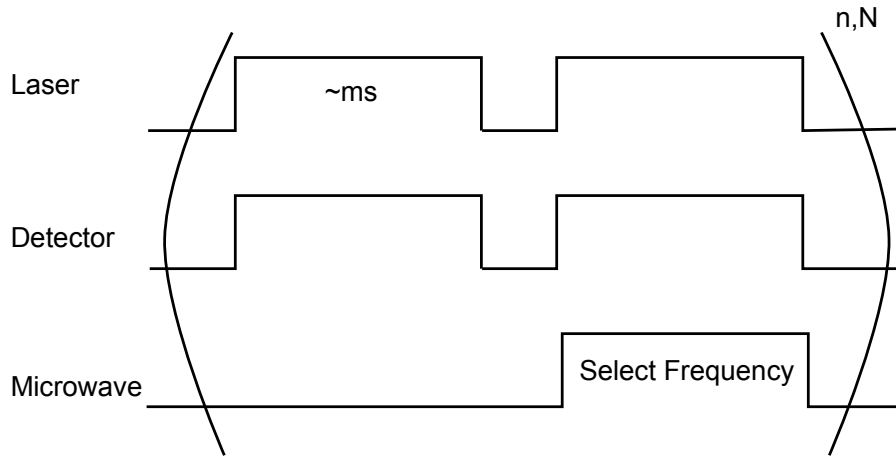 n,N
Laser
~ms
Detector
Select Frequency
Microwave